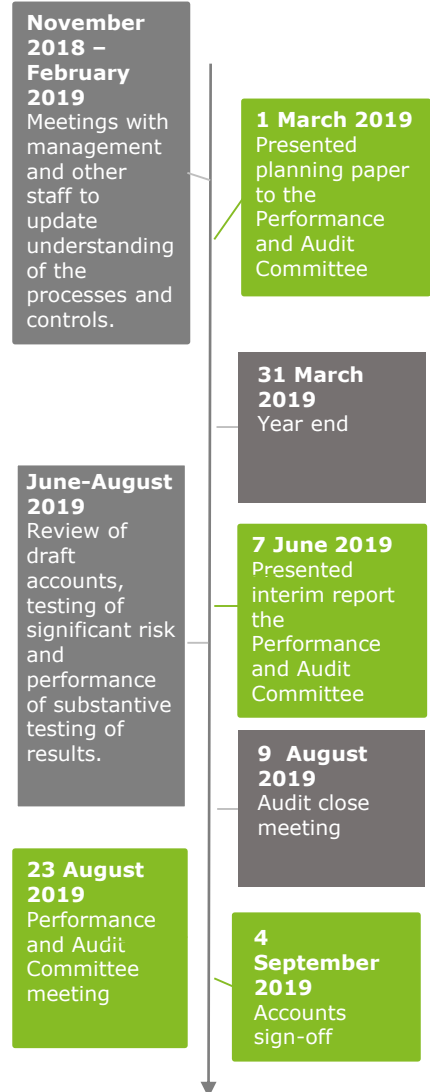 November
2018 –
February
2019
Meetings with
management
and other
staff to
update
understanding
of the
processes and
controls.
1 March 2019
Presented
planning paper
to the
Performance
and Audit
Committee
31 March
2019
Year end
June-August
2019
Review of
draft
accounts,
testing of
significant risk
and
performance
of substantive
testing of
results.
7 June 2019
Presented
interim report
the
Performance
and Audit
Committee
9 August
2019
Audit close
meeting
23 August
2019
Performance
and Audit
Committee
meeting
4
September
2019
Accounts
sign-off